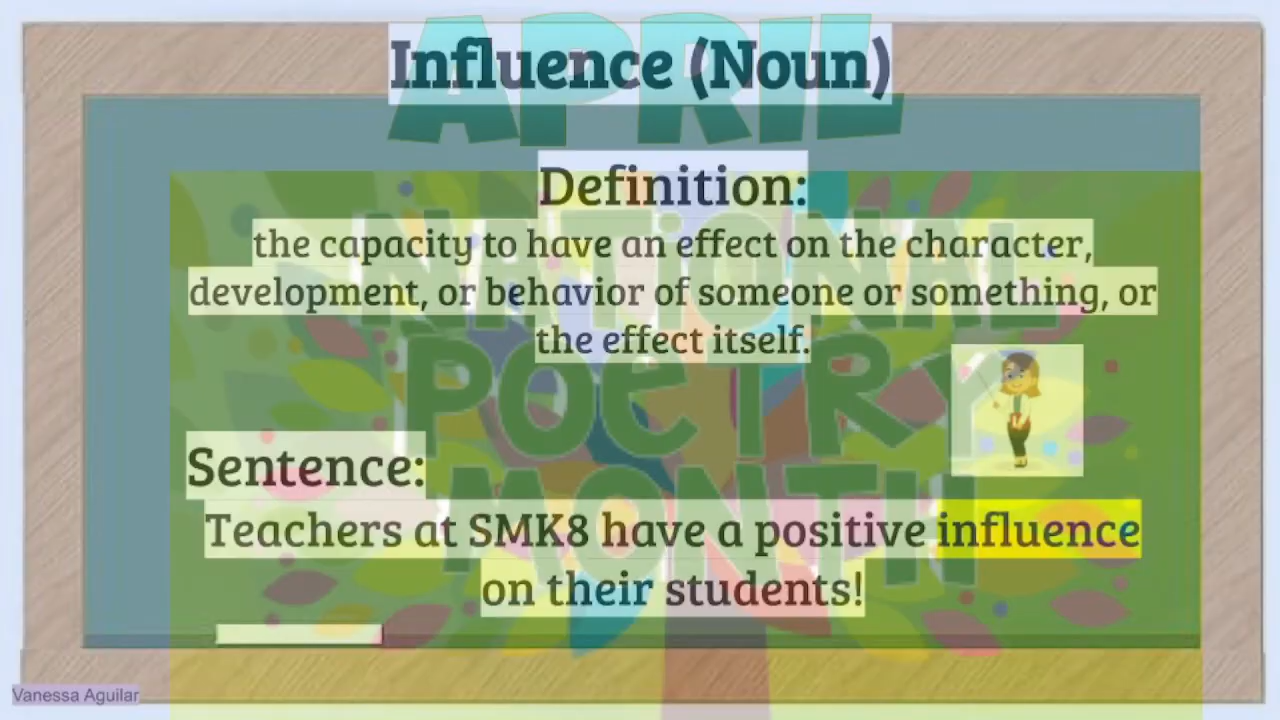 Influence (Noun)
APRIL
Definition:
the capacity to have an effect on the character,
development, or behavior of someone or something, or
the effect itself.
NATIONAL
POETRY
MONTH
Sentence:
Teachers at SMK8 have a positive influence
on their students!
Vanessa Aguilar